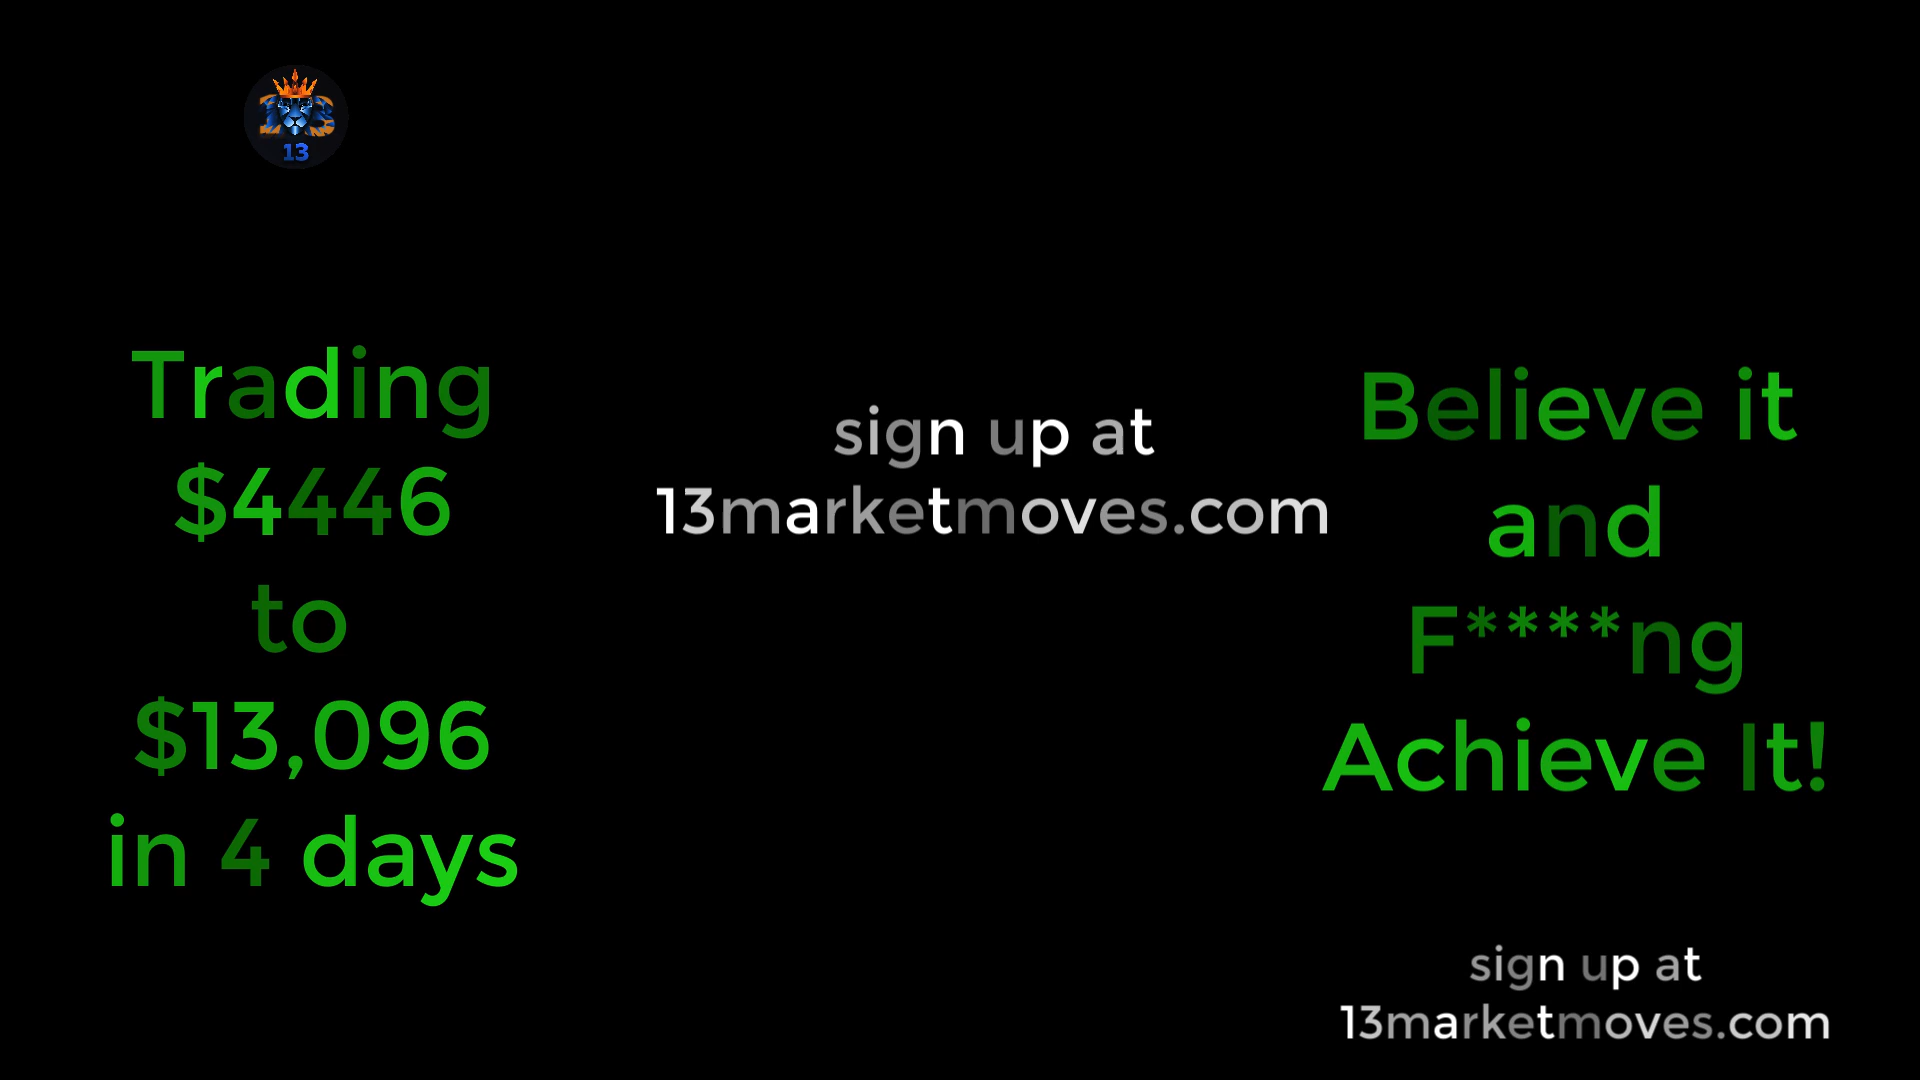 13
13
Trading
$4446
to
$13,096
in 4 days
sign up at
13marketmoves.com
Believe it
and
F****ng
Achieve It!
sign up at
13marketmoves.com